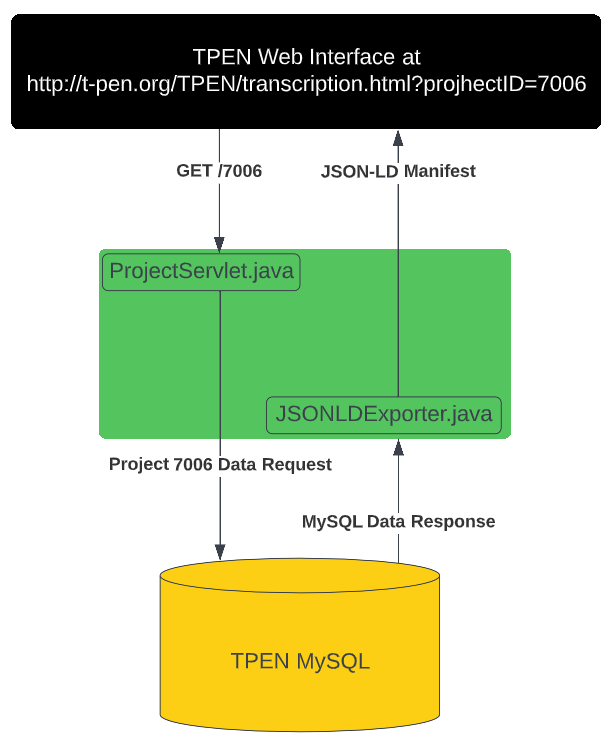 TPEN Web Interface at
http://t-pen.org/TPEN/transcription.html?projhectID=7006
GET /7006
JSON-LD Manifest
ProjectServlet.java
JSONLDExporter.java
Project 7006 Data Request
MySQL Data Response
TPEN MySQL